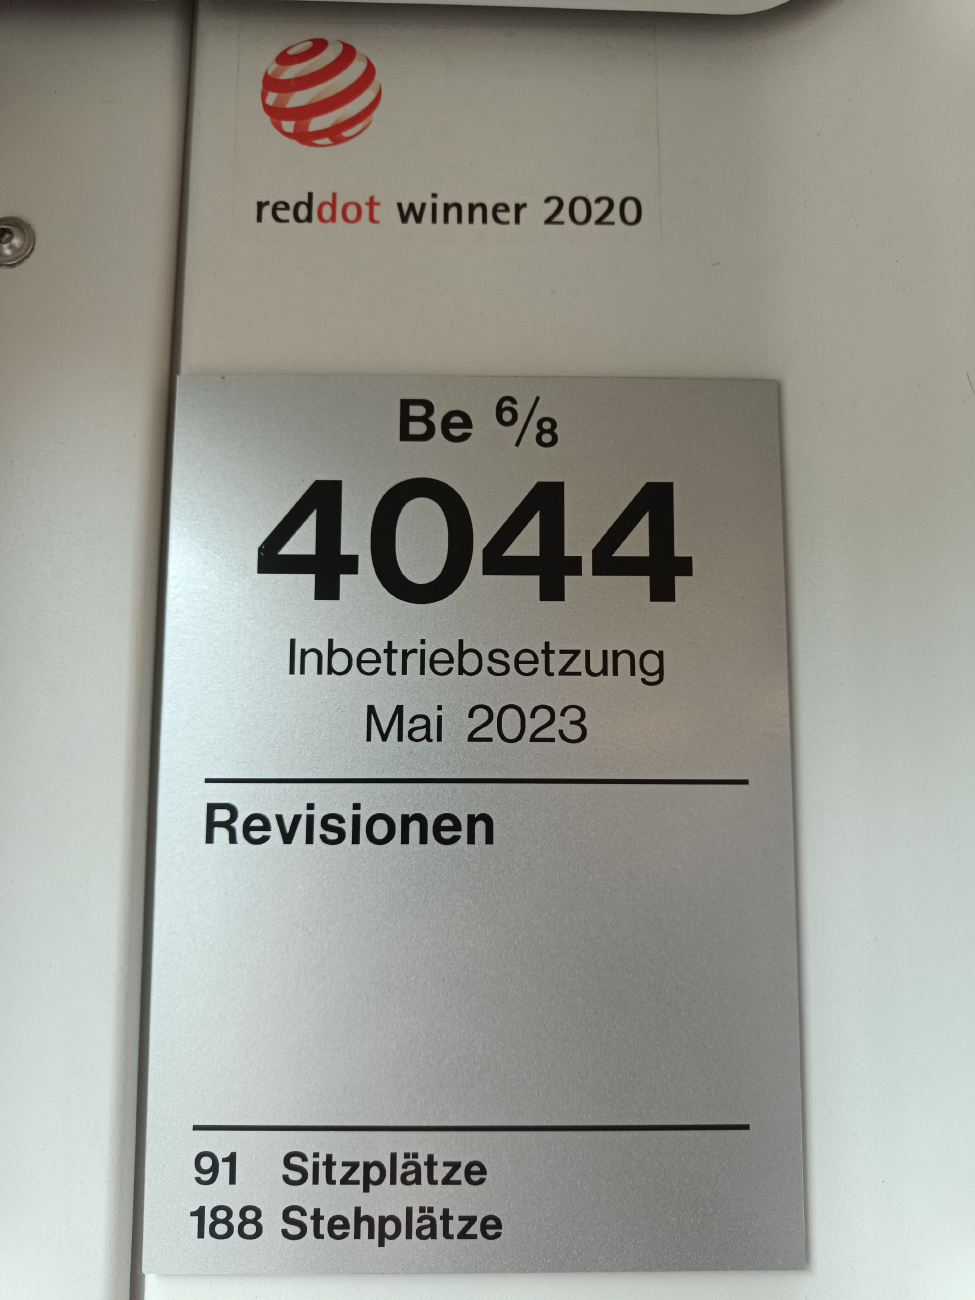 reddot winner 2020
Be 6/8
4044
Inbetriebsetzung
Mai 2023
Revisionen
91 Sitzplätze
188 Stehplätze